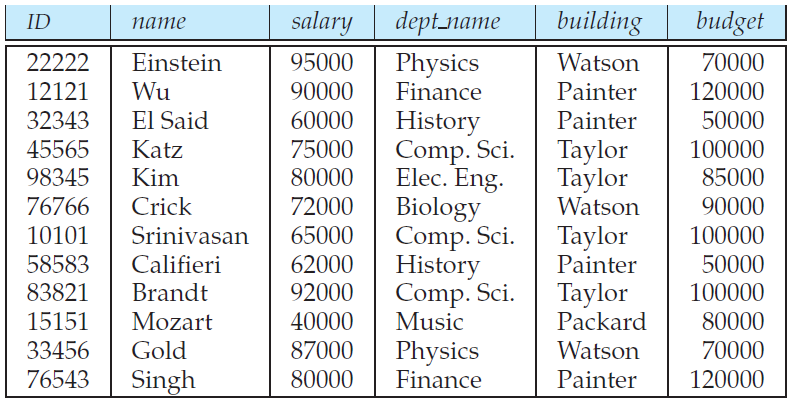 ID name salary dept_name building budget
22222 Einstein 95000 Physics Watson 70000
12121 Wu 90000 Finance Painter 120000
32343 El Said 60000 History Painter 50000
45565 Katz 75000 Comp. Sci. Taylor 100000
98345 Kim 80000 Elec. Eng. Taylor 85000
76766 Crick 72000 Biology Watson 90000
10101 Srinivasan 65000 Comp. Sci. Taylor 100000
58583 Califieri 62000 History Painter 50000
83821 Brandt 92000 Comp. Sci. Taylor 100000
15151 Mozart 40000 Music Packard 80000
33456 Gold 87000 Physics Watson 70000
76543 Singh 80000 Finance Painter 120000